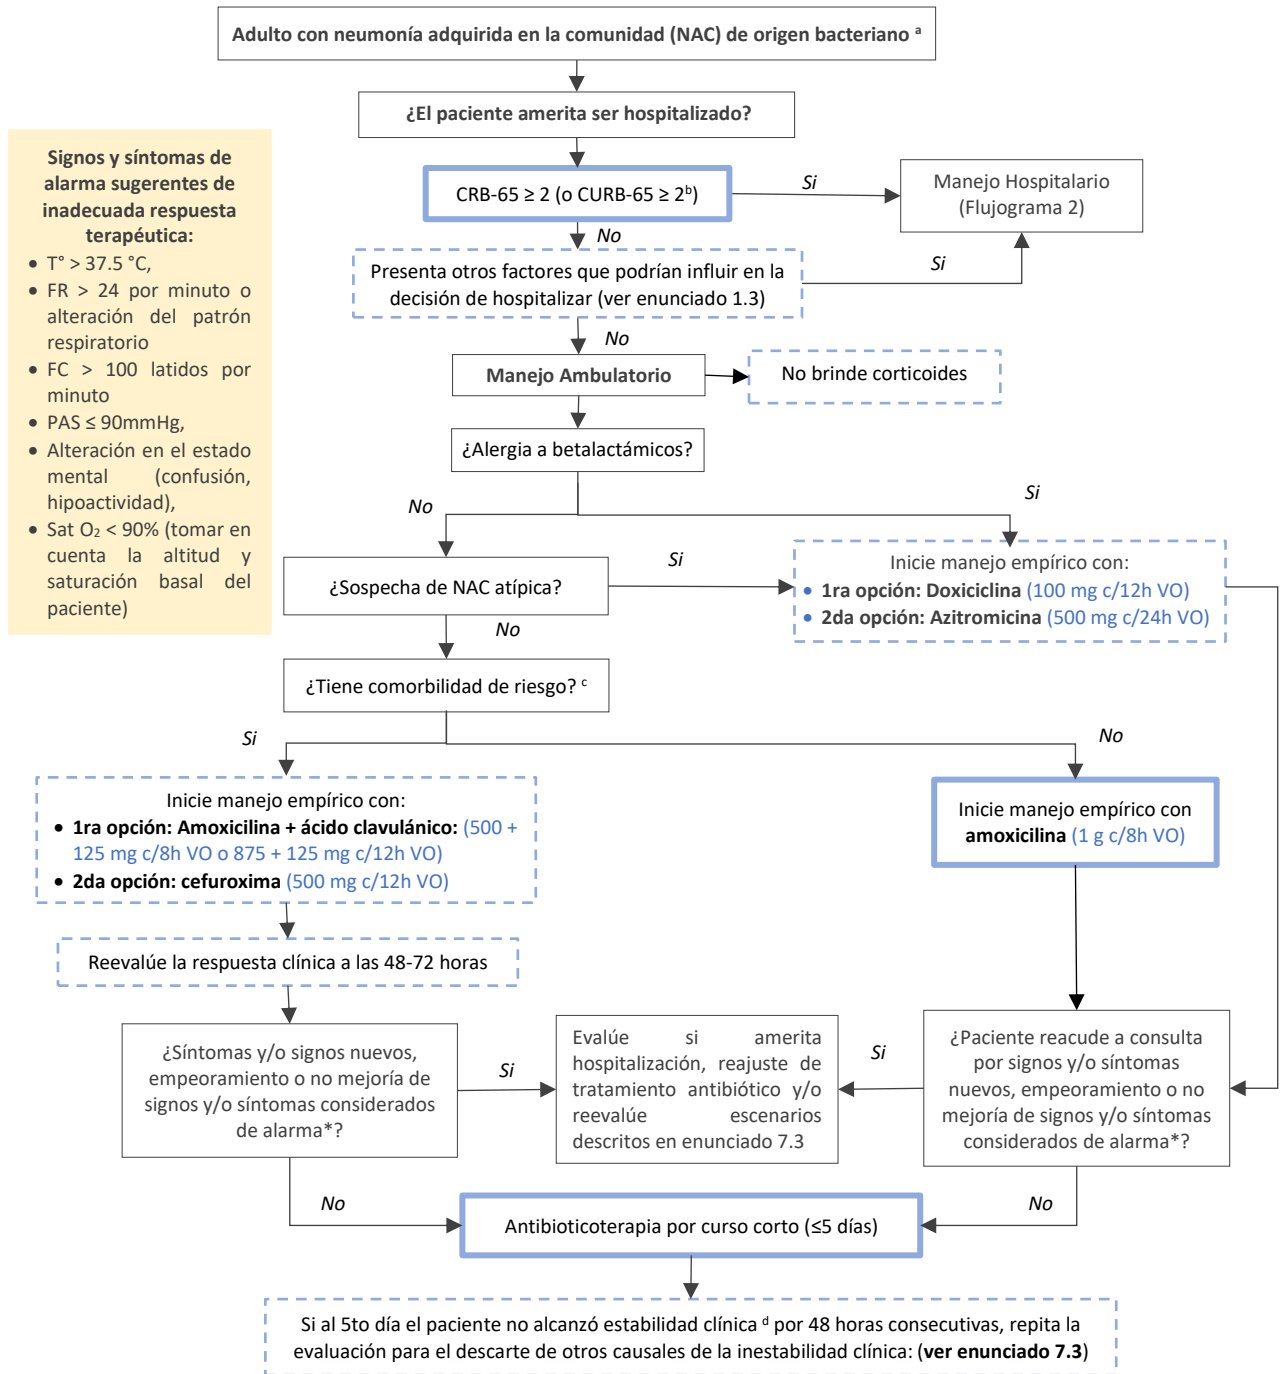 Adulto con neumonía adquirida en la comunidad (NAC) de origen bacteriano ᵃ
¿El paciente amerita ser hospitalizado?
Signos y síntomas de
alarma sugerentes de
inadecuada respuesta
terapéutica:
• T° > 37.5 °C,
• FR > 24 por minuto o
alteración del patrón
respiratorio
• FC > 100 latidos por
minuto
• PAS ≤ 90mmHg,
• Alteración en el estado
mental (confusión,
hipoactividad),
• Sat O₂ < 90% (tomar en
cuenta la altitud y
saturación basal del
paciente)
CRB-65 ≥ 2 (o CURB-65 ≥ 2ᵇ)
Si
Manejo Hospitalario
(Flujograma 2)
No
Presenta otros factores que podrían influir en la
decisión de hospitalizar (ver enunciado 1.3)
Si
No
Manejo Ambulatorio
No brinde corticoides
¿Alergia a betalactámicos?
No
Si
¿Sospecha de NAC atípica?
Si
Inicie manejo empírico con:
• 1ra opción: Doxiciclina (100 mg c/12h VO)
• 2da opción: Azitromicina (500 mg c/24h VO)
No
¿Tiene comorbilidad de riesgo? ᶜ
Si
No
Inicie manejo empírico con:
• 1ra opción: Amoxicilina + ácido clavulánico: (500 +
125 mg c/8h VO o 875 + 125 mg c/12h VO)
• 2da opción: cefuroxima (500 mg c/12h VO)
Inicie manejo empírico con
amoxicilina (1 g c/8h VO)
Reevalúe la respuesta clínica a las 48-72 horas
¿Síntomas y/o signos nuevos,
empeoramiento o no mejoría de
signos y/o síntomas considerados
de alarma*?
Si
Evalúe si amerita
hospitalización, reajuste de
tratamiento antibiótico y/o
reevalúe escenarios
descritos en enunciado 7.3
Si
¿Paciente reacude a consulta
por signos y/o síntomas
nuevos, empeoramiento o no
mejoría de signos y/o síntomas
considerados de alarma*?
No
No
Antibioticoterapia por curso corto (≤5 días)
Si al 5to día el paciente no alcanzó estabilidad clínica ᵈ por 48 horas consecutivas, repita la
evaluación para el descarte de otros causales de la inestabilidad clínica: (ver enunciado 7.3)